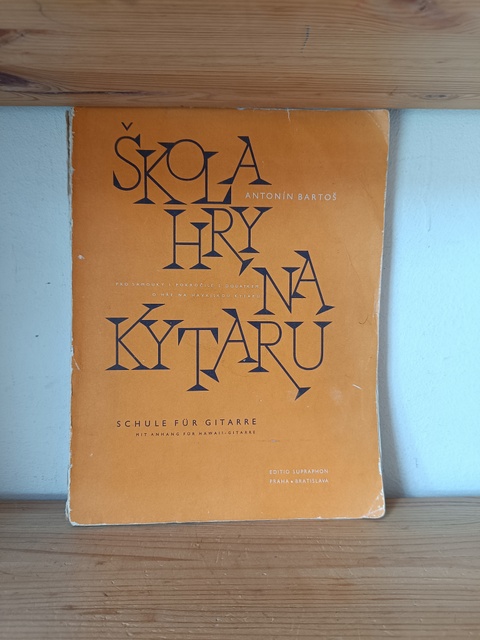 ŠKOLA
ANTONÍN BARTOŠ
HRY
NA
KYTARU
SCHULE FÜR GITARRE
MIT ANHANG FÜR HAWAII-GITARRE
EDITIO SUPRAPHON
PRAHA • BRATISLAVA